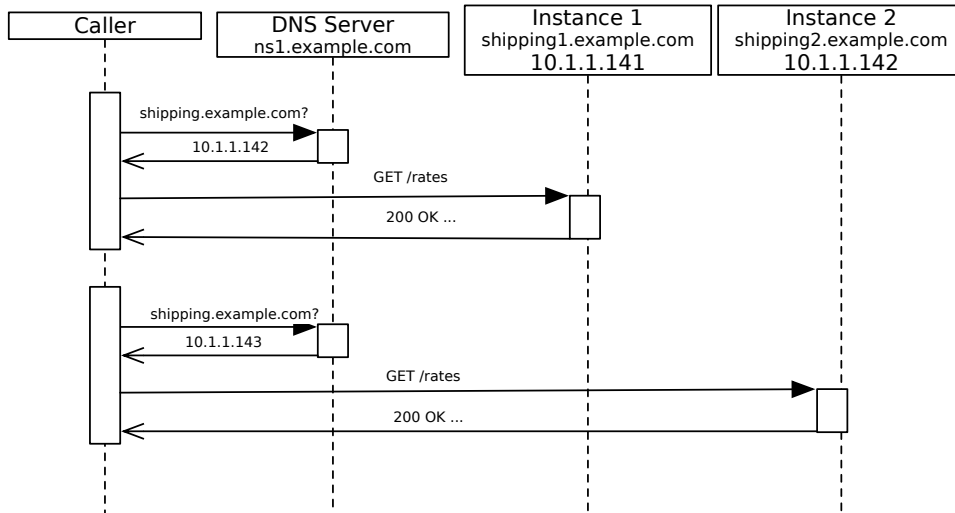 Caller
DNS Server
ns1.example.com
Instance 1
shipping1.example.com
10.1.1.141
Instance 2
shipping2.example.com
10.1.1.142
shipping.example.com?
10.1.1.142
GET /rates
200 OK ...
shipping.example.com?
10.1.1.143
GET /rates
200 OK ...